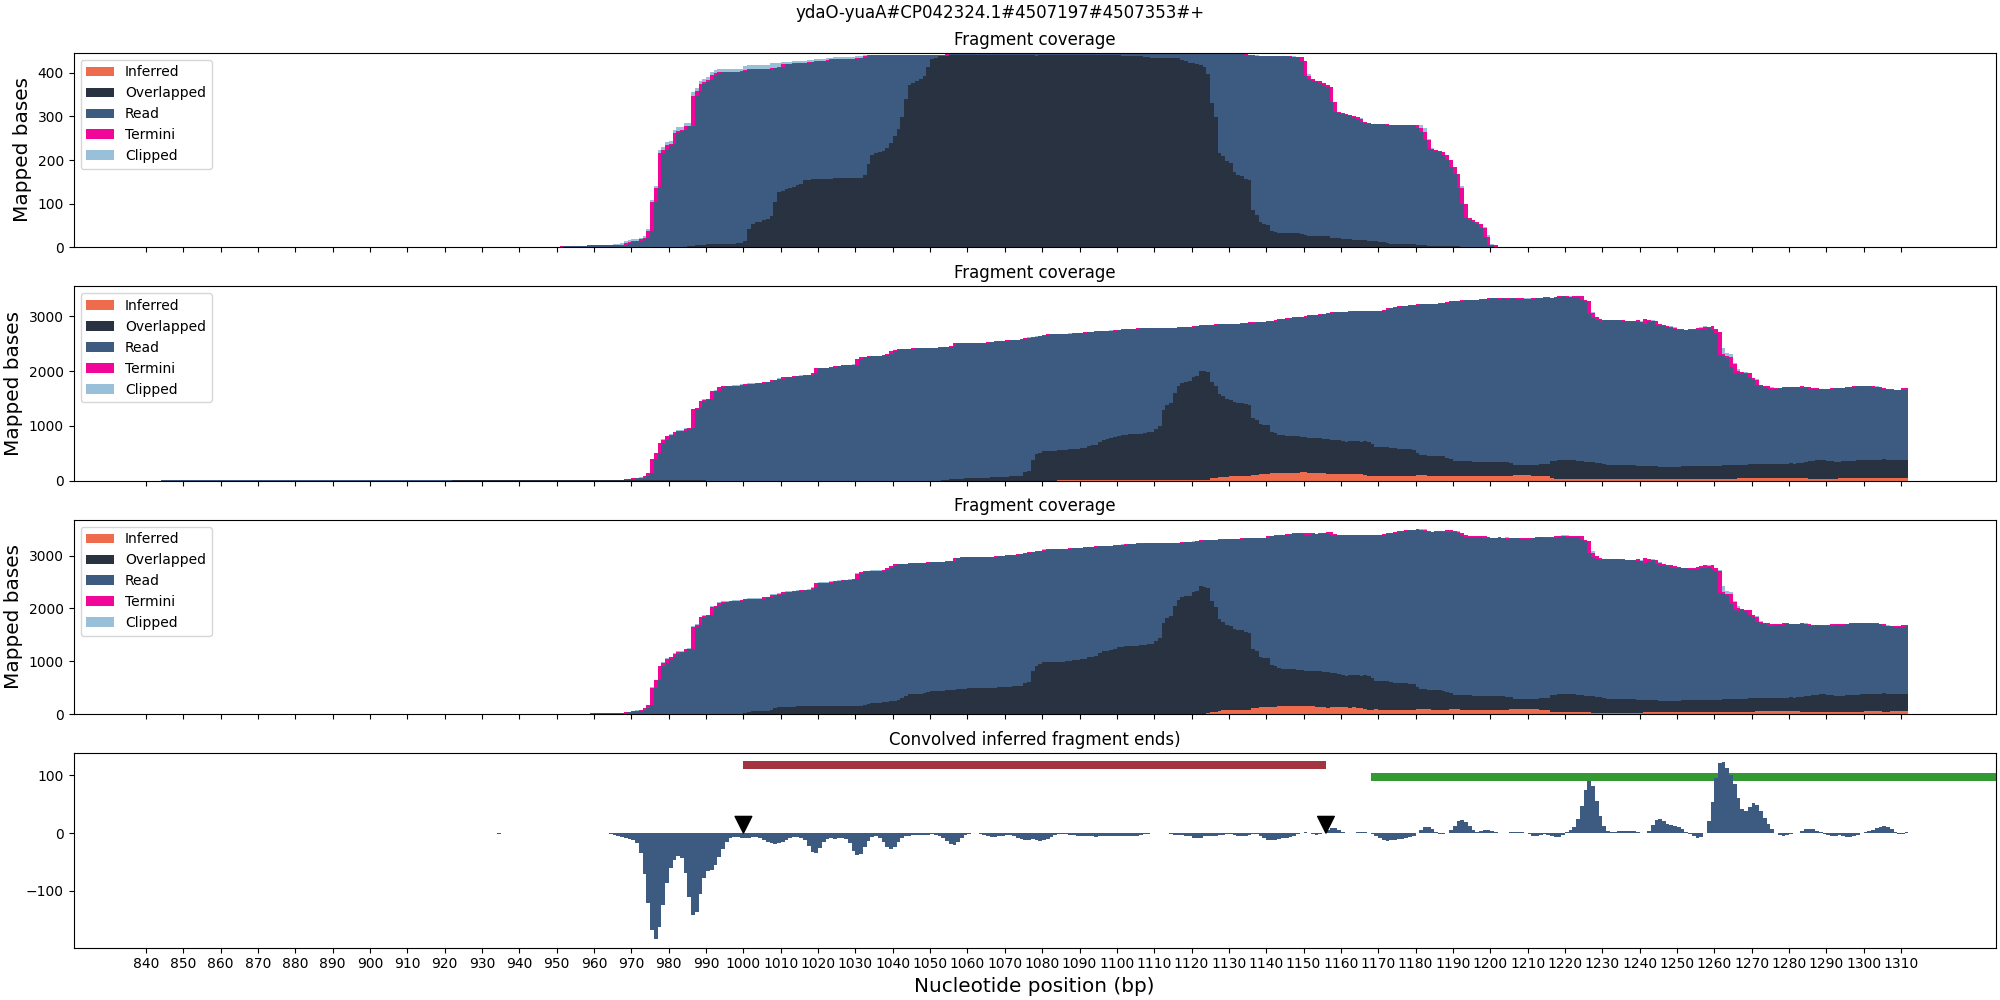 ydaO-yuaA#CP042324.1#4507197#4507353#+
Fragment coverage
Mapped bases
400
300
200
100
0
Inferred
Overlapped
Read
Termini
Clipped
Fragment coverage
Mapped bases
3000
2000
1000
0
Inferred
Overlapped
Read
Termini
Clipped
Fragment coverage
Mapped bases
3000
2000
1000
0
Inferred
Overlapped
Read
Termini
Clipped
Convolved inferred fragment ends)
100
0
−100
840 850 860 870 880 890 900 910 920 930 940 950 960 970 980 990 1000 1010 1020 1030 1040 1050 1060 1070 1080 1090 1100 1110 1120 1130 1140 1150 1160 1170 1180 1190 1200 1210 1220 1230 1240 1250 1260 1270 1280 1290 1300 1310
Nucleotide position (bp)